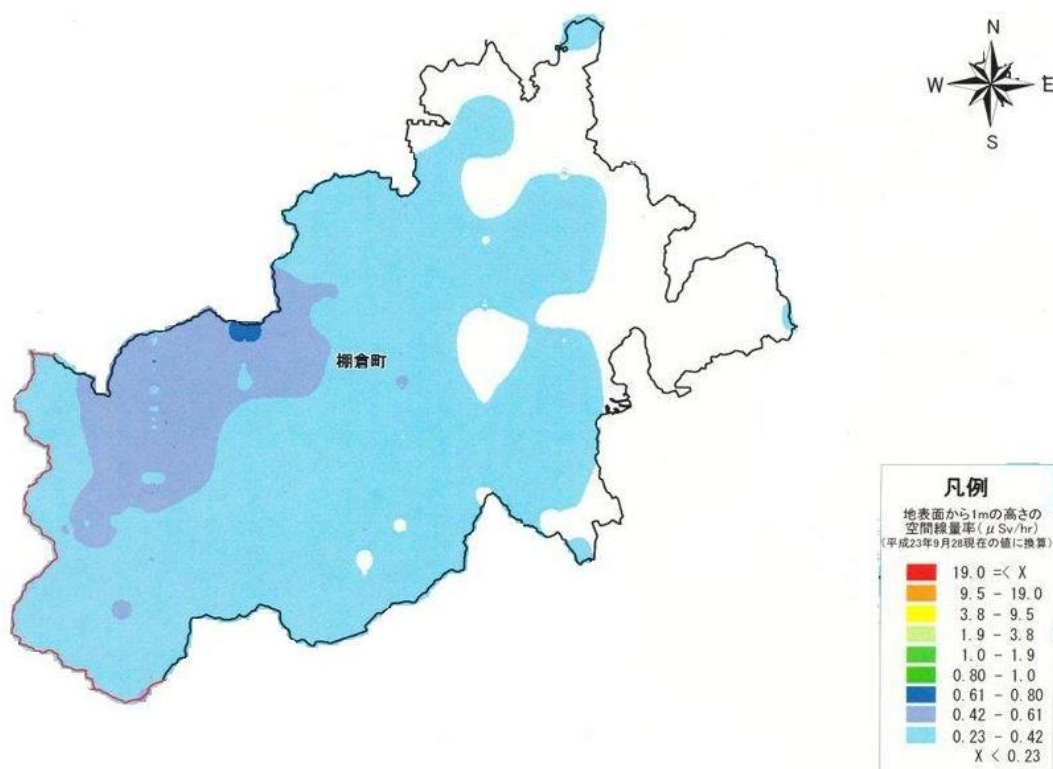 N
W E
S
棚倉町
凡例
地表面から1mの高さの
空間線量率(μSv/hr)
(平成23年9月28現在の値に換算)
19.0 =< X
9.5 - 19.0
3.8 - 9.5
1.9 - 3.8
1.0 - 1.9
0.80 - 1.0
0.61 - 0.80
0.42 - 0.61
0.23 - 0.42
X < 0.23